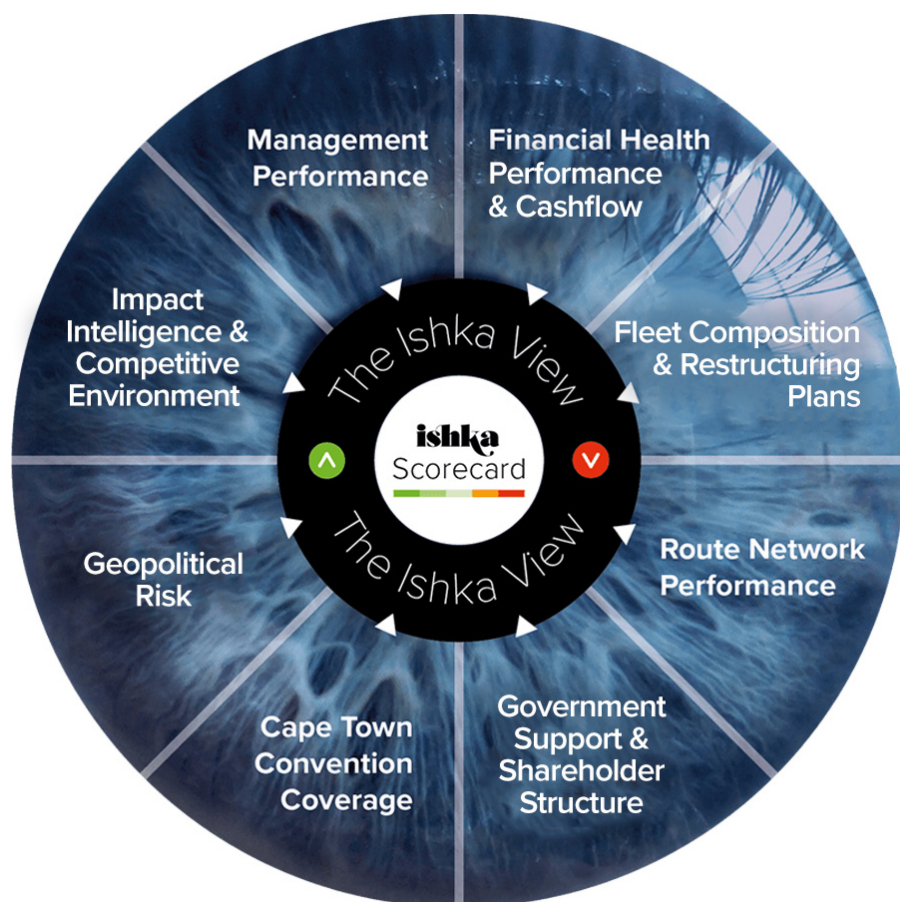 Management
Performance
Financial Health
Performance
& Cashflow
Impact
Intelligence &
Competitive
Environment
Fleet Composition
& Restructuring
Plans
The Ishka View
ishka
Scorecard
The Ishka View
Geopolitical
Risk
Route Network
Performance
Cape Town
Convention
Coverage
Government
Support &
Shareholder
Structure